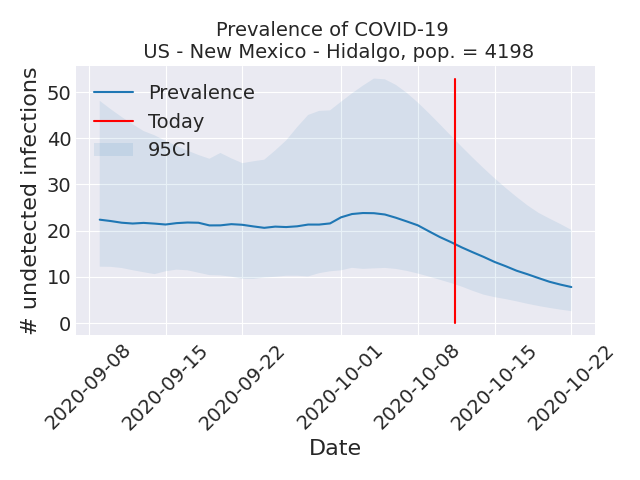 Prevalence of COVID-19
US - New Mexico - Hidalgo, pop. = 4198
# undetected infections
50
40
30
20
10
0
Prevalence
Today
95CI
2020-09-08
2020-09-15
2020-09-22
2020-10-01
2020-10-08
2020-10-15
2020-10-22
Date